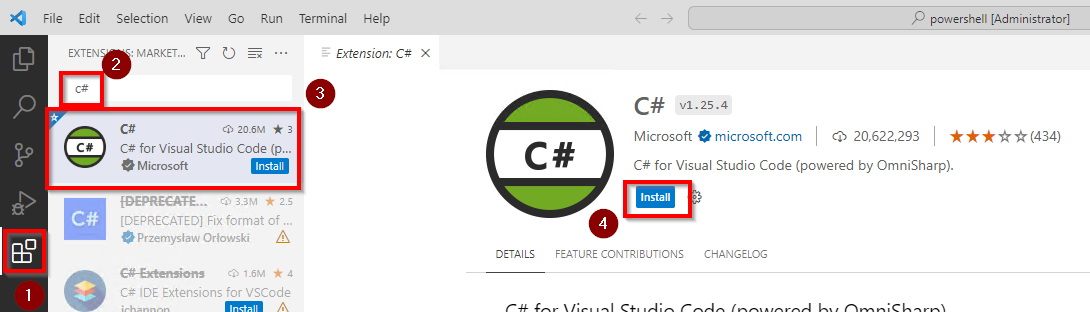 File Edit Selection View Go Run Terminal Help
powershell [Administrator]
EXTENSIONS: MARKET...
2
c#
3
C# 20.6M 3
C# for Visual Studio Code (p...
Microsoft Install
C#
[DEPRECATE... 3.3M 2.5
[DEPRECATED] Fix format of ...
Przemysław Orłowski
C#
C# Extensions 1.6M 4
C# IDE Extensions for VSCode
jchannon Install
1
Extension: C#
C#
C# v1.25.4
Microsoft microsoft.com 20,622,293 (434)
C# for Visual Studio Code (powered by OmniSharp).
Install
4
DETAILS FEATURE CONTRIBUTIONS CHANGELOG
C# for Visual Studio Code (powered by OmniSharp)